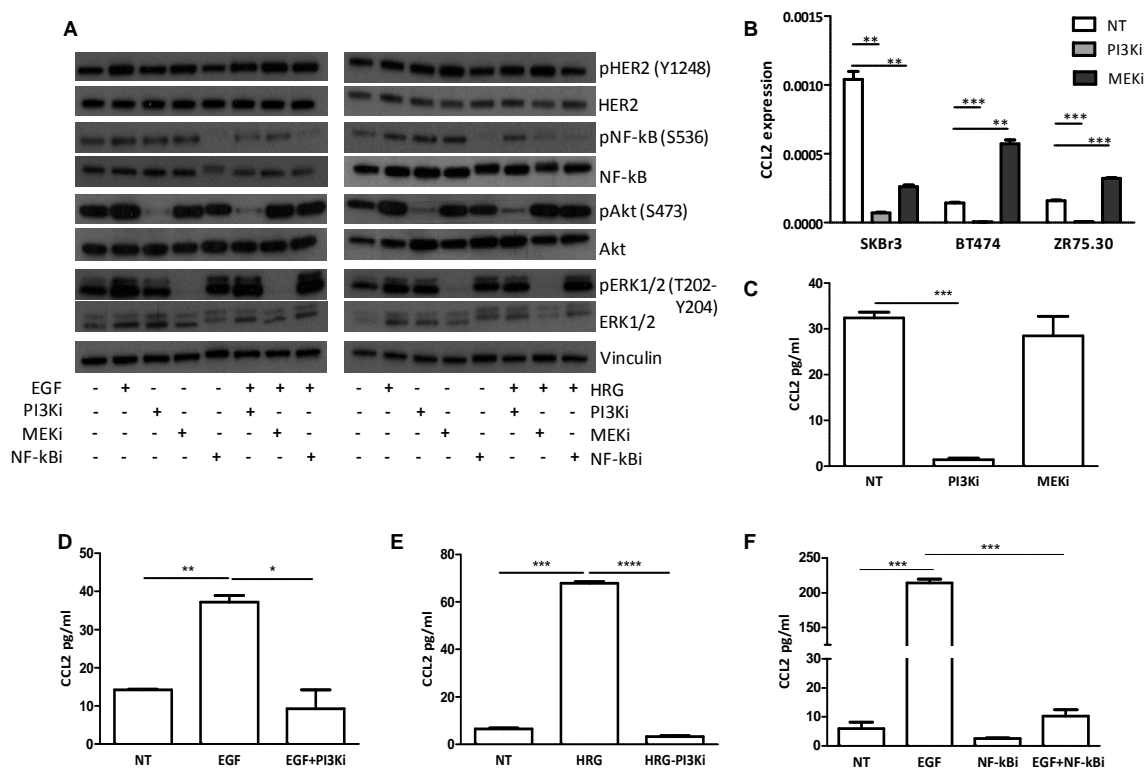 A
pHER2 (Y1248)
HER2
pNF-kB (S536)
NF-kB
pAkt (S473)
Akt
pERK1/2 (T202-
Y204)
ERK1/2
Vinculin
EGF - + - - - + + +
PI3Ki - - + - - + - -
MEKi - - - + - - + -
NF-kBi - - - - + - - +
- + - - - + + + HRG
- - + - - + - - PI3Ki
- - - + - - + - MEKi
- - - - + - - + NF-kBi
B
CCL2 expression
0.0015
0.0010
0.0005
0.0000
** ** *** ** *** ***
SKBr3 BT474 ZR75.30
NT
PI3Ki
MEKi
C
CCL2 pg/ml
40
30
20
10
0
***
NT PI3Ki MEKi
D
CCL2 pg/ml
50
40
30
20
10
0
** *
NT EGF EGF+PI3Ki
E
CCL2 pg/ml
80
60
40
20
0
*** ****
NT HRG HRG-PI3Ki
F
CCL2 pg/ml
250
200
150
100
50
20
10
0
*** ***
NT EGF NF-kBi EGF+NF-kBi